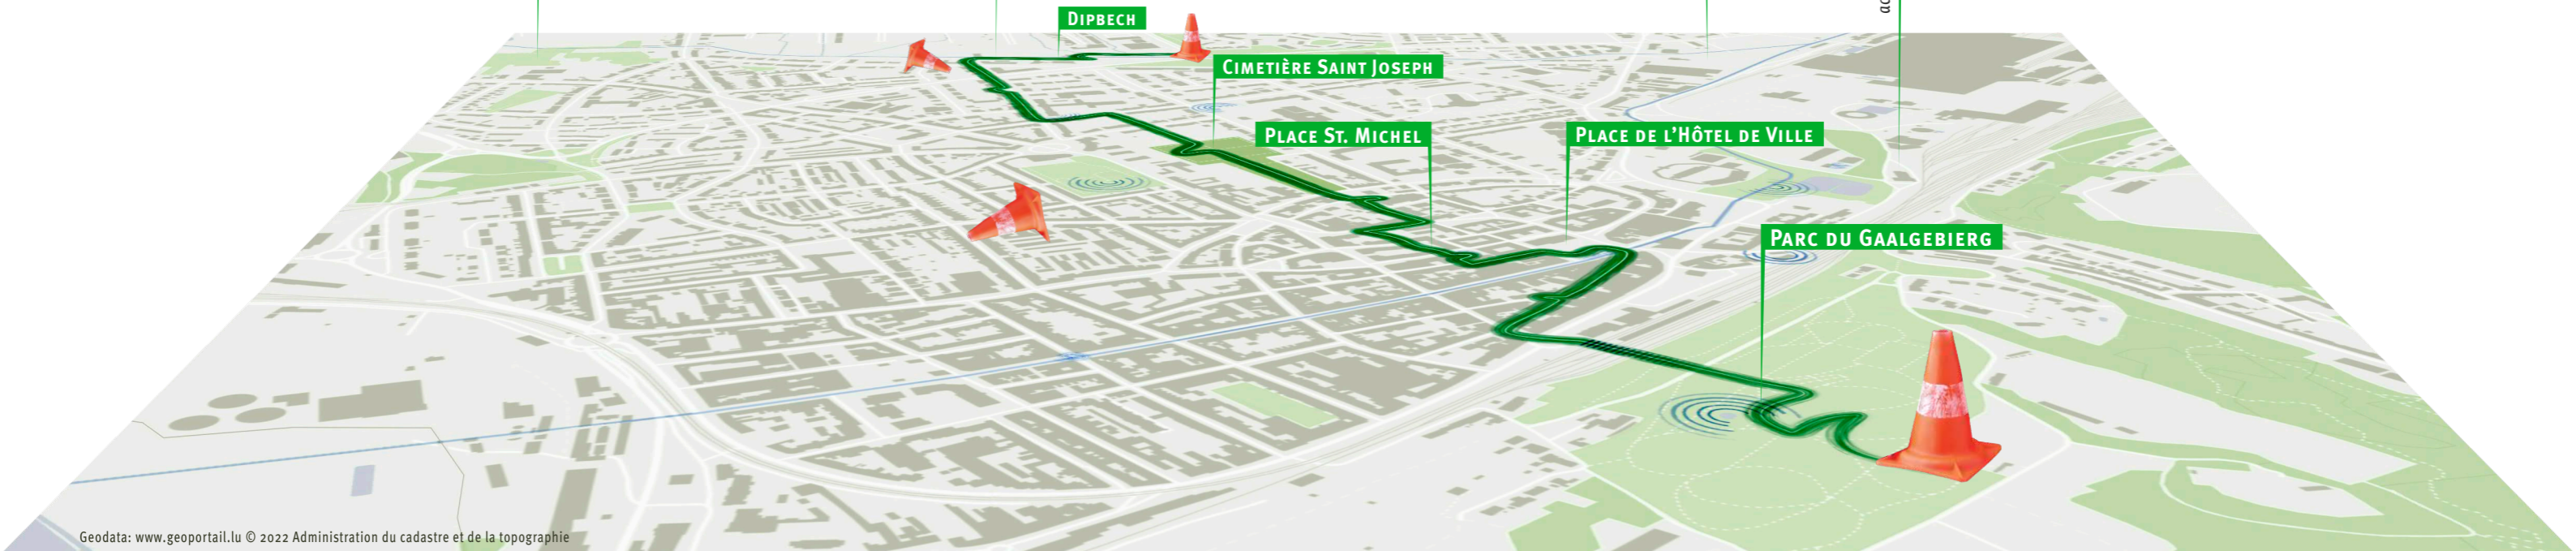 DIPBECH
CIMETIÈRE SAINT JOSEPH
PLACE ST. MICHEL
PLACE DE L'HÔTEL DE VILLE
PARC DU GAALGEBIERG
Geodata: www.geoportail.lu © 2022 Administration du cadastre et de la topographie